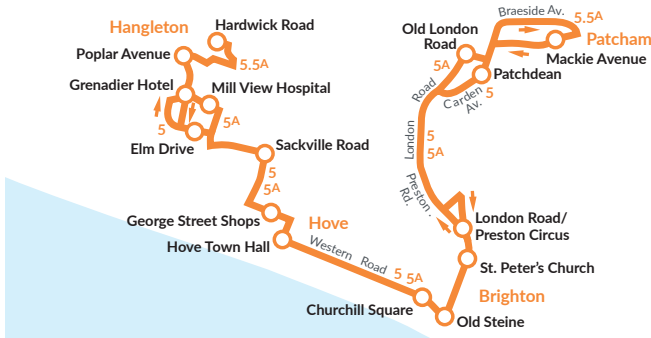 Hangleton
Hardwick Road
Poplar Avenue
5.5A
Grenadier Hotel
Mill View Hospital
5
5A
Elm Drive
Sackville Road
5
5A
George Street Shops
Hove
Hove Town Hall
Western Road
5 5A
Churchill Square
Old Steine
Brighton
St. Peter's Church
London Road/
Preston Circus
Preston .
Rd.
5
5A
London
Road
Carden
Av.
5
5A
Old London
Road
Patchdean
Braeside Av.
5.5A
Patcham
Mackie Avenue